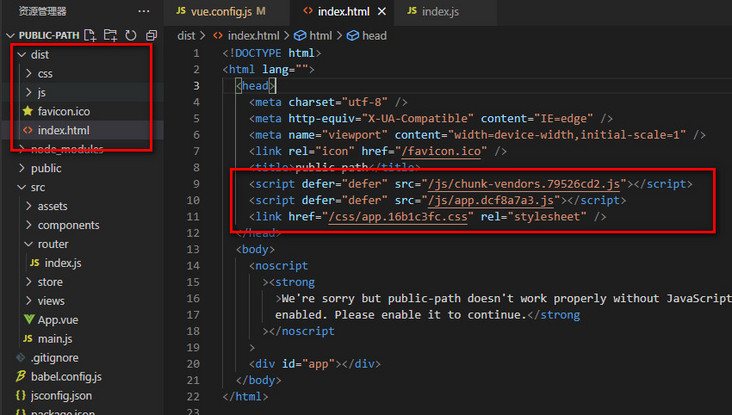 资源管理器
PUBLIC-PATH
dist
css
js
favicon.ico
index.html
node_modules
public
src
assets
components
router
index.js
store
views
App.vue
main.js
.gitignore
babel.config.js
jsconfig.json
package.json
vue.config.js M
index.html
index.js
dist > index.html > html > head
1 <!DOCTYPE html>
2 <html lang="">
3 <head>
4 <meta charset="utf-8" />
5 <meta http-equiv="X-UA-Compatible" content="IE=edge" />
6 <meta name="viewport" content="width=device-width,initial-scale=1" />
7 <link rel="icon" href="/favicon.ico" />
8 <title>public-path</title>
9 <script defer="defer" src="/js/chunk-vendors.79526cd2.js"></script>
10 <script defer="defer" src="/js/app.dcf8a7a3.js"></script>
11 <link href="/css/app.16b1c3fc.css" rel="stylesheet" />
12 </head>
13 <body>
14 <noscript
15 ><strong
16 >We're sorry but public-path doesn't work properly without JavaScript
17 enabled. Please enable it to continue.</strong
18 ></noscript
19 >
20 <div id="app"></div>
21 </body>
22 </html>
23